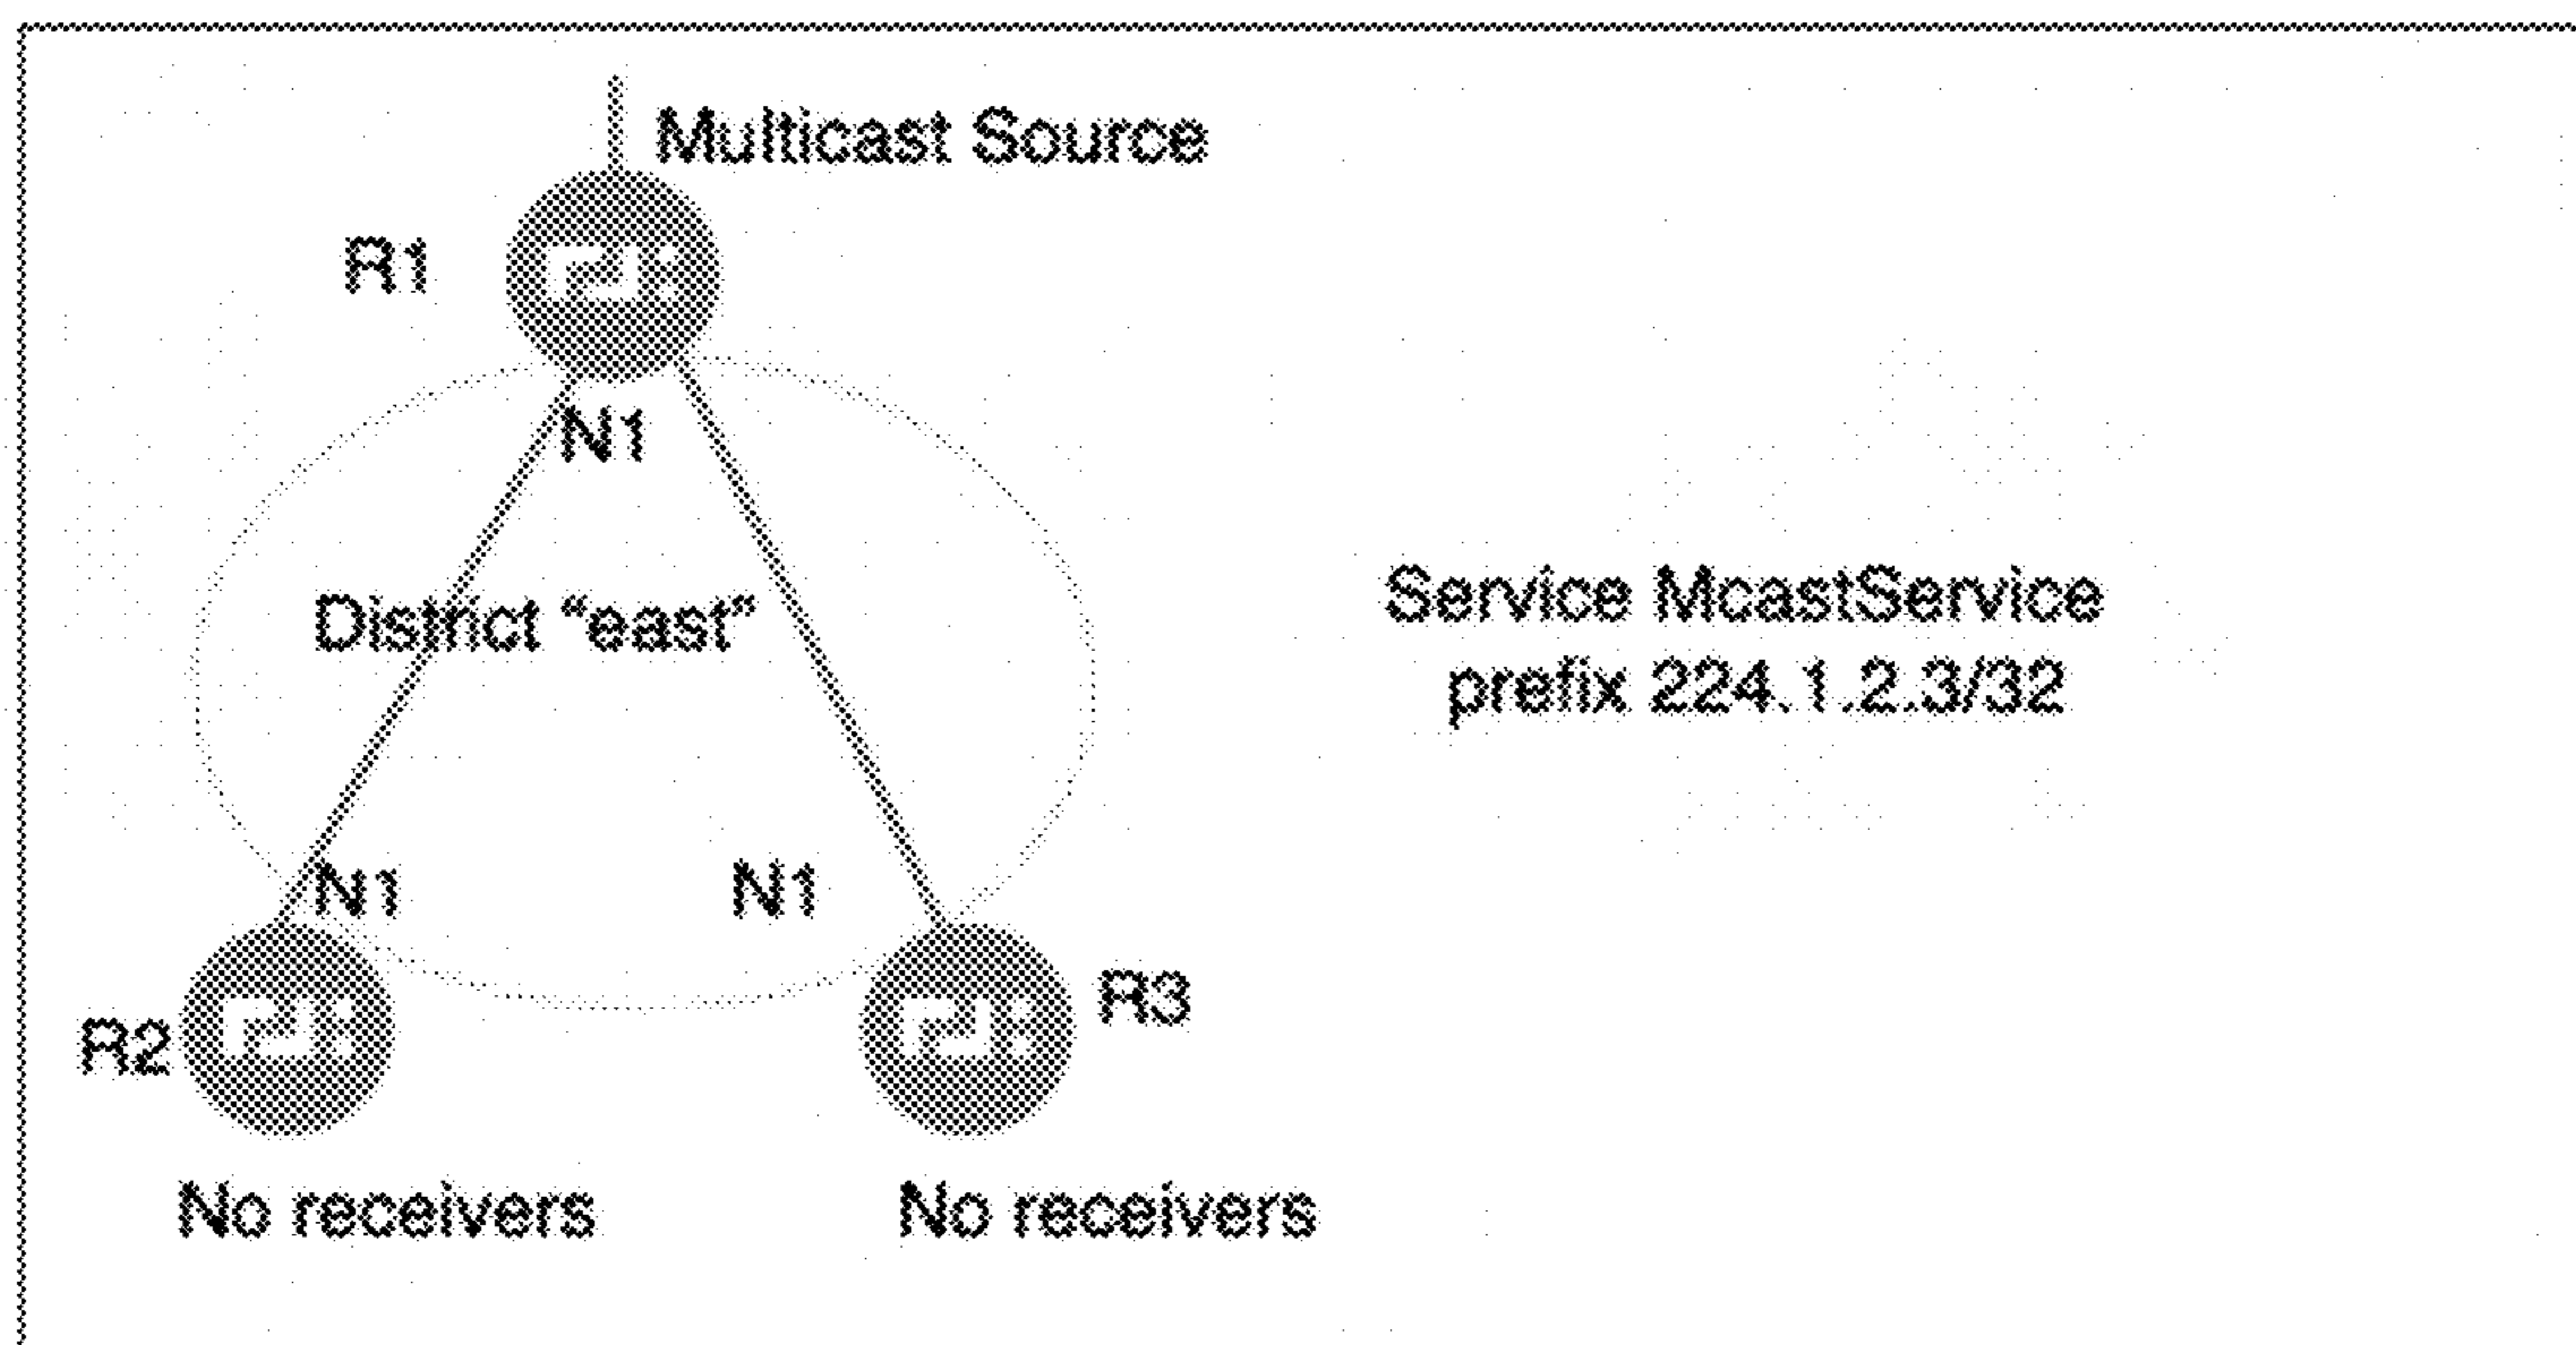 Multicast Source
R1
N1
District “east”
Service McastService
prefix 224.1.2.3/32
N1
N1
R2
R3
No receivers
No receivers